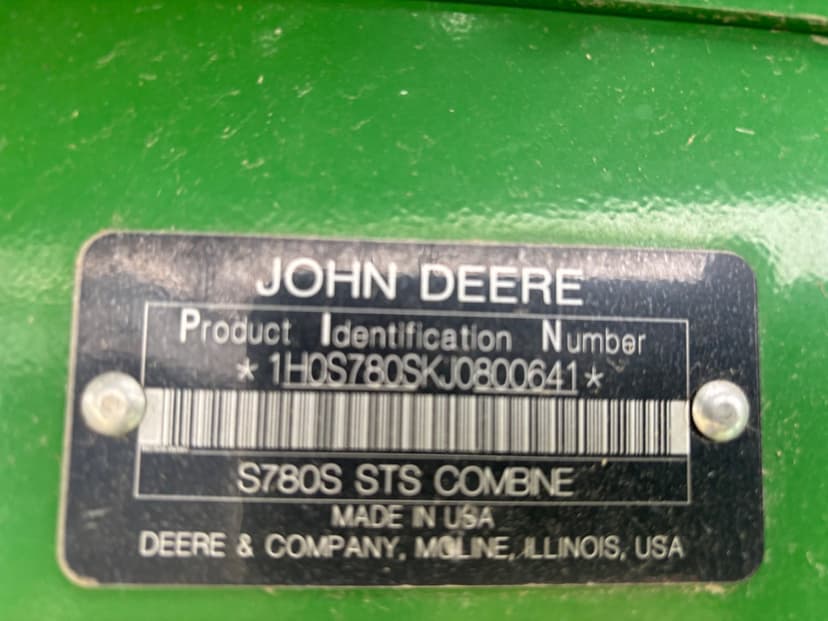 JOHN DEERE
Product Identification Number
*1H0S780SKJ0800641*
S780S STS COMBINE
MADE IN USA
DEERE & COMPANY, MOLINE, ILLINOIS, USA